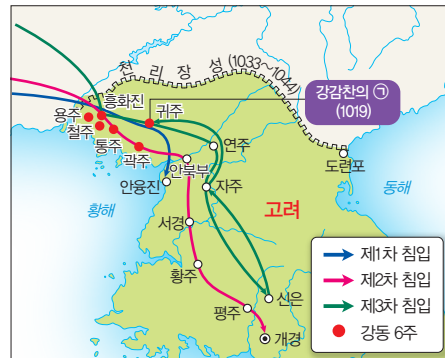 천리장성(1033~1044)
강감찬의 ㉠
(1019)
흥화진
귀주
용주
철주
통주
곽주
안북부
연주
안융진
자주
도련포
황해
동해
서경
고려
황주
평주
신은
개경
제1차 침입
제2차 침입
제3차 침입
강동 6주